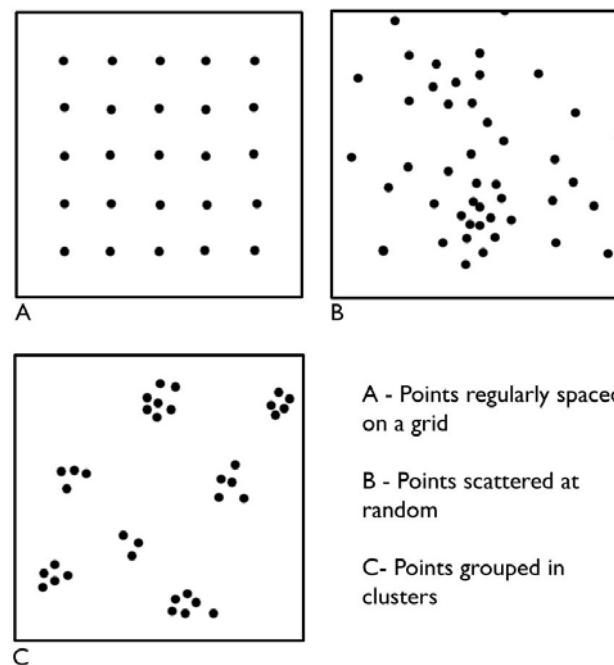 A
B
C
A - Points regularly spaced
on a grid
B - Points scattered at
random
C- Points grouped in
clusters